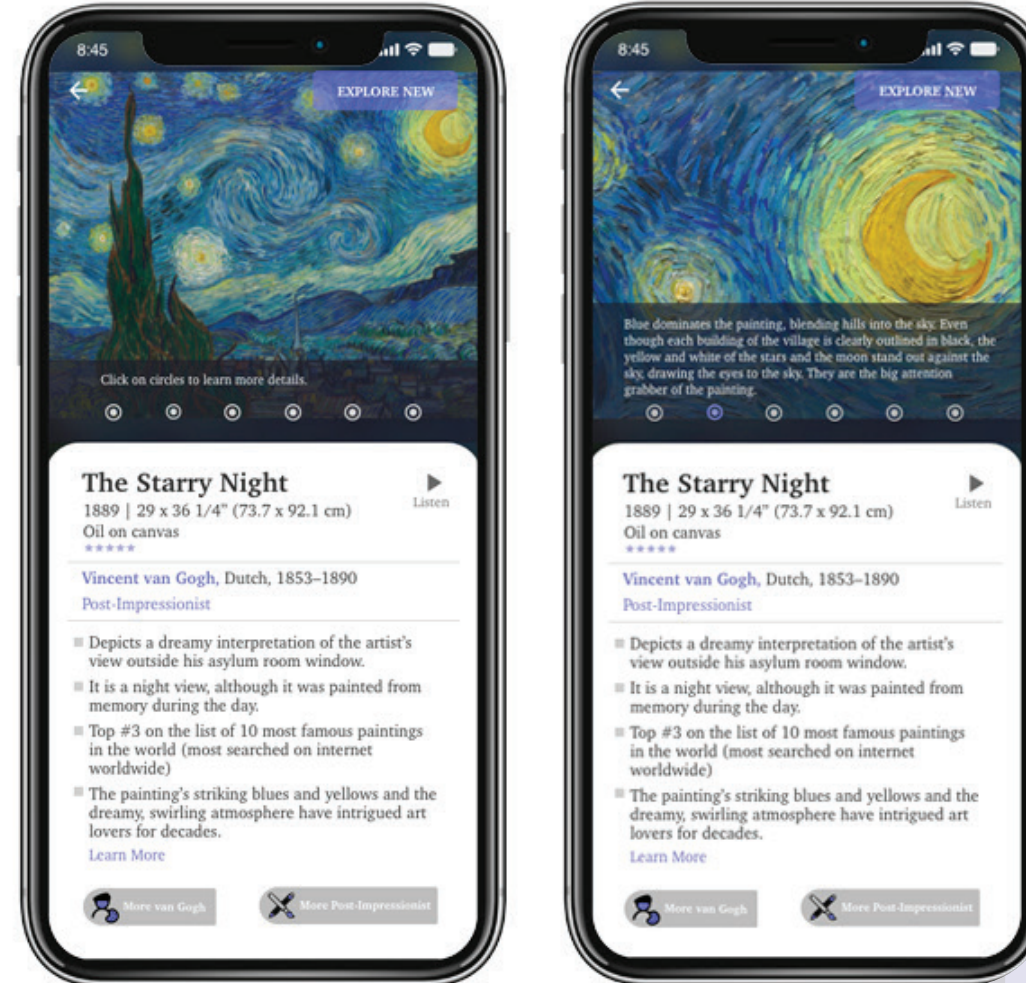 8:45
EXPLORE NEW
Click on circles to learn more details.
The Starry Night
1889 | 29 x 36 1/4” (73.7 x 92.1 cm)
Listen
Oil on canvas
*****
Vincent van Gogh, Dutch, 1853–1890
Post-Impressionist
Depicts a dreamy interpretation of the artist’s
view outside his asylum room window.
It is a night view, although it was painted from
memory during the day.
Top #3 on the list of 10 most famous paintings
in the world (most searched on internet
worldwide)
The painting’s striking blues and yellows and the
dreamy, swirling atmosphere have intrigued art
lovers for decades.
Learn More
More van Gogh
More Post-Impressionist
8:45
EXPLORE NEW
Blue dominates the painting, blending hills into the sky. Even
though each building of the village is clearly outlined in black, the
yellow and white of the stars and the moon stand out against the
sky, drawing the eyes to the sky. They are the big attention
grabber of the painting.
The Starry Night
1889 | 29 x 36 1/4” (73.7 x 92.1 cm)
Listen
Oil on canvas
*****
Vincent van Gogh, Dutch, 1853–1890
Post-Impressionist
Depicts a dreamy interpretation of the artist’s
view outside his asylum room window.
It is a night view, although it was painted from
memory during the day.
Top #3 on the list of 10 most famous paintings
in the world (most searched on internet
worldwide)
The painting’s striking blues and yellows and the
dreamy, swirling atmosphere have intrigued art
lovers for decades.
Learn More
More van Gogh
More Post-Impressionist